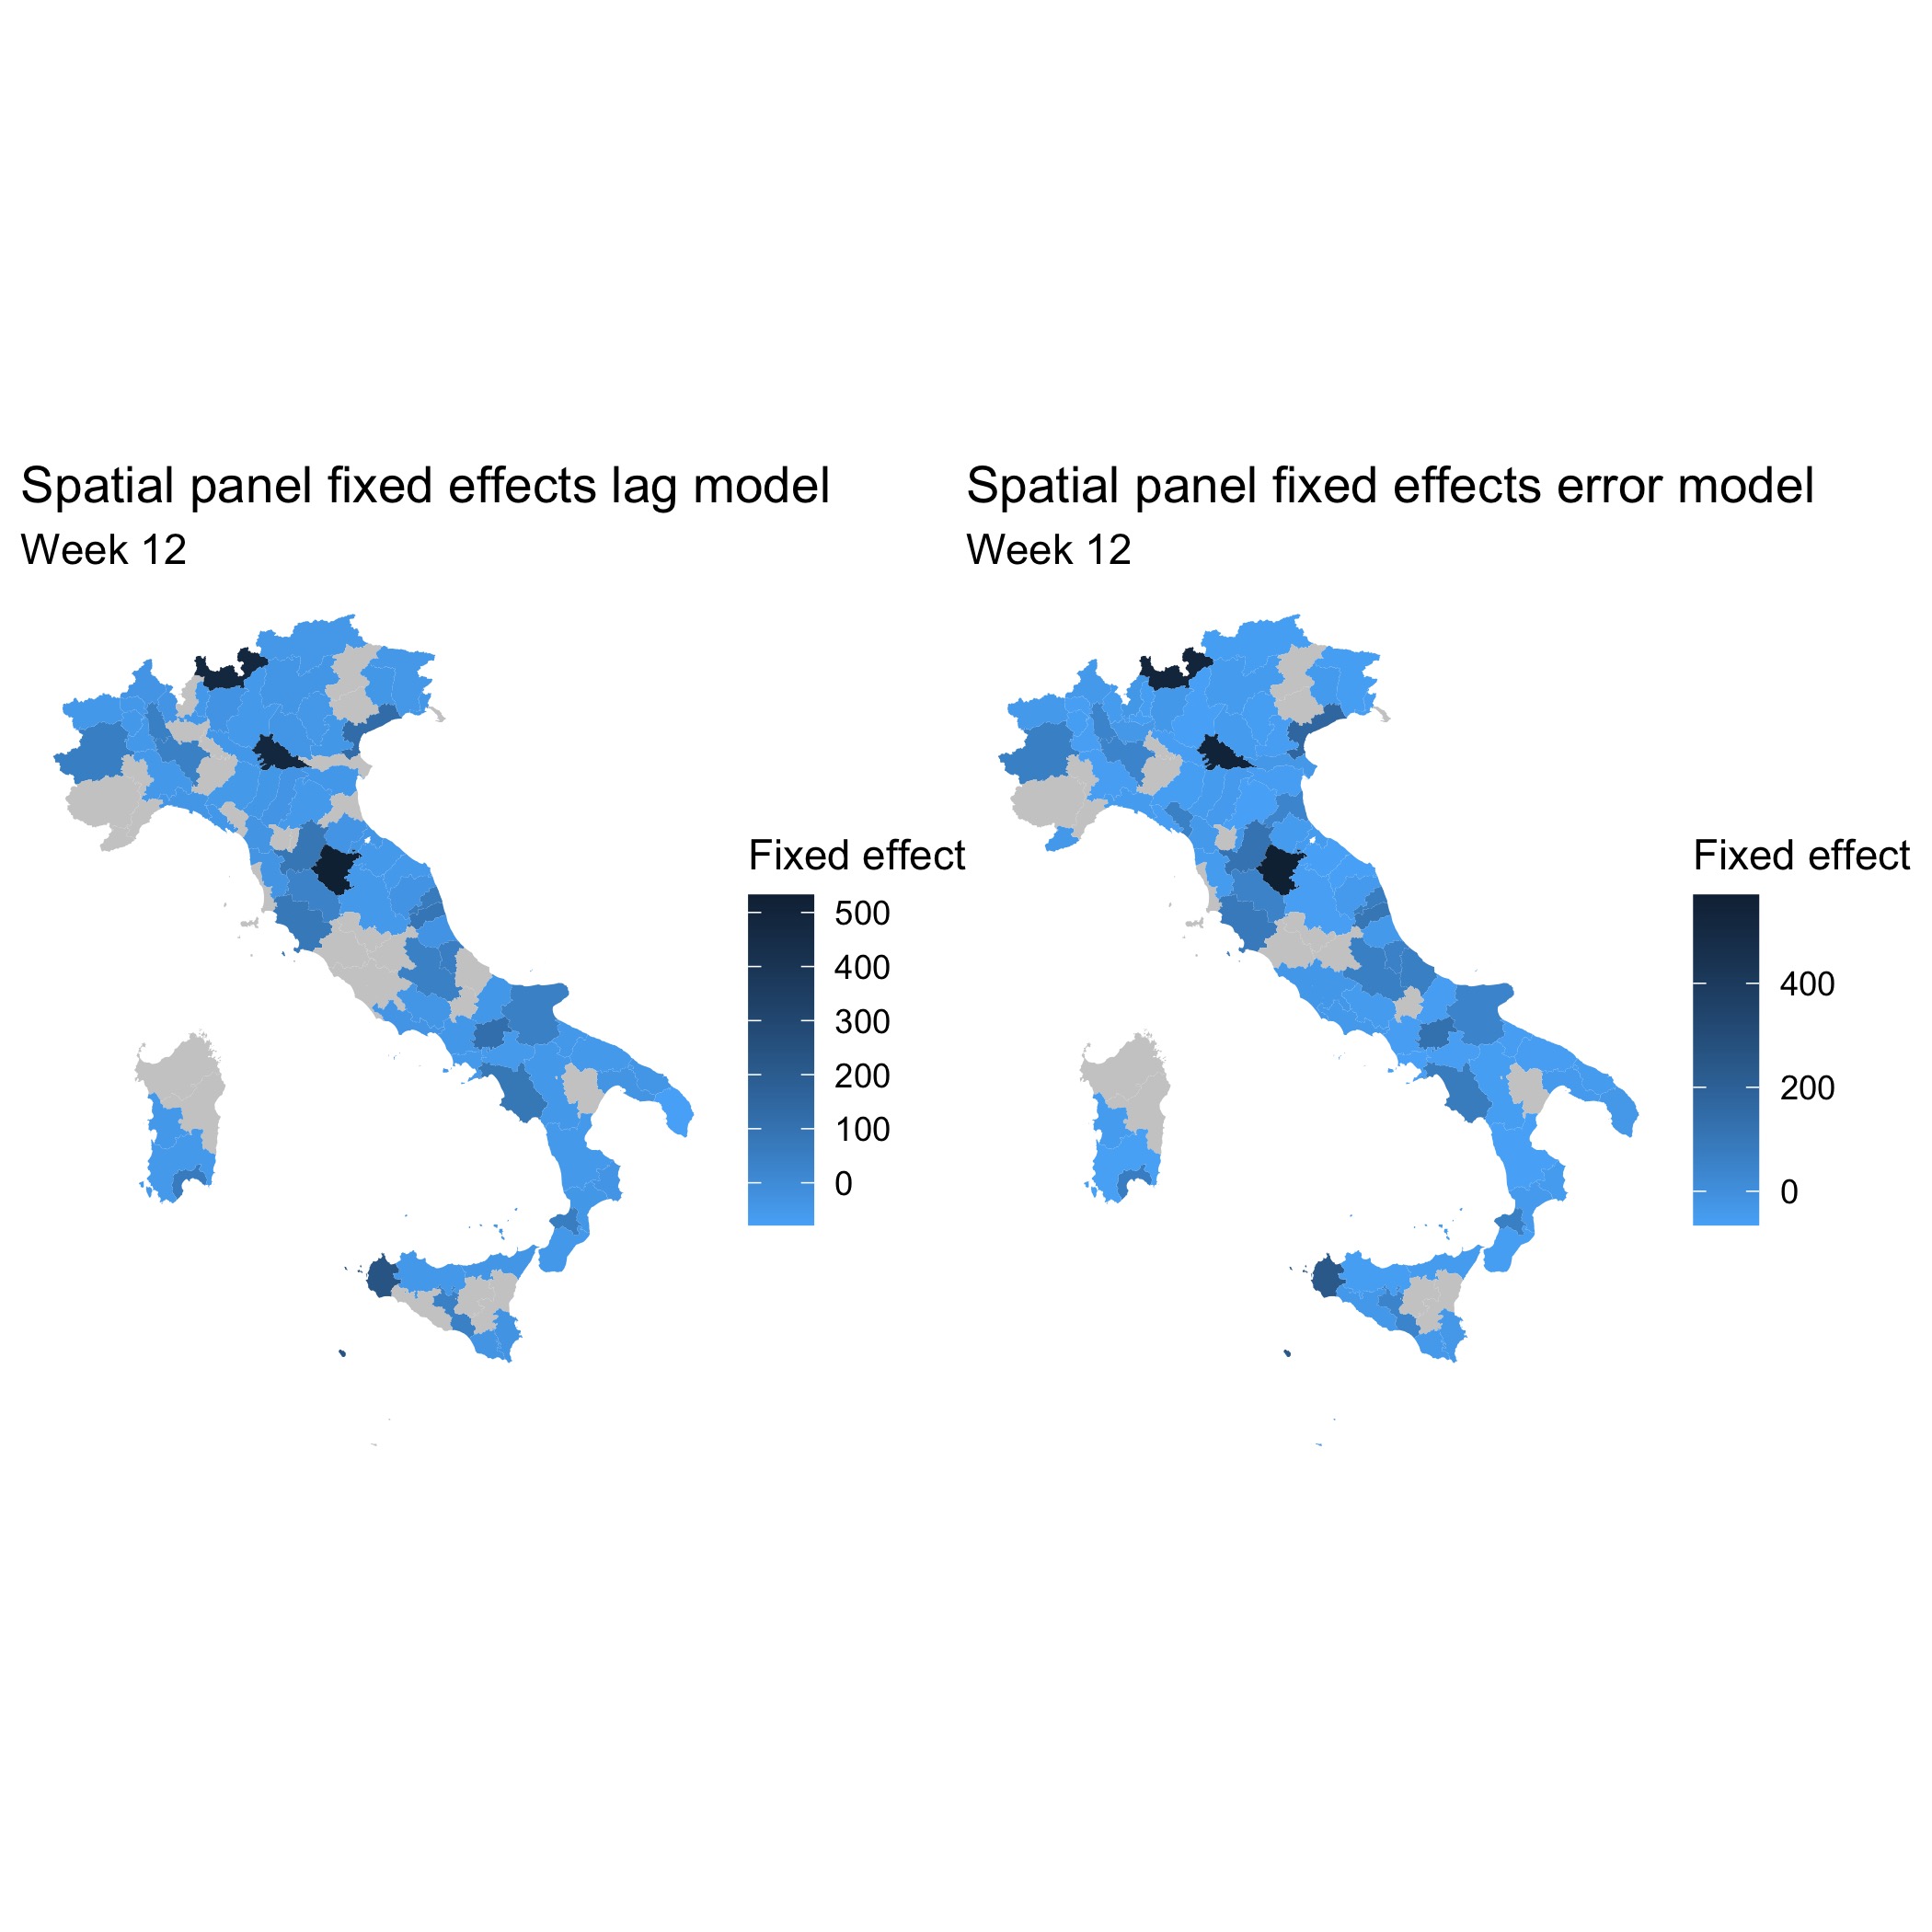 Spatial panel fixed effects lag model
Week 12
Fixed effect
500
400
300
200
100
0
Spatial panel fixed effects error model
Week 12
Fixed effect
400
200
0